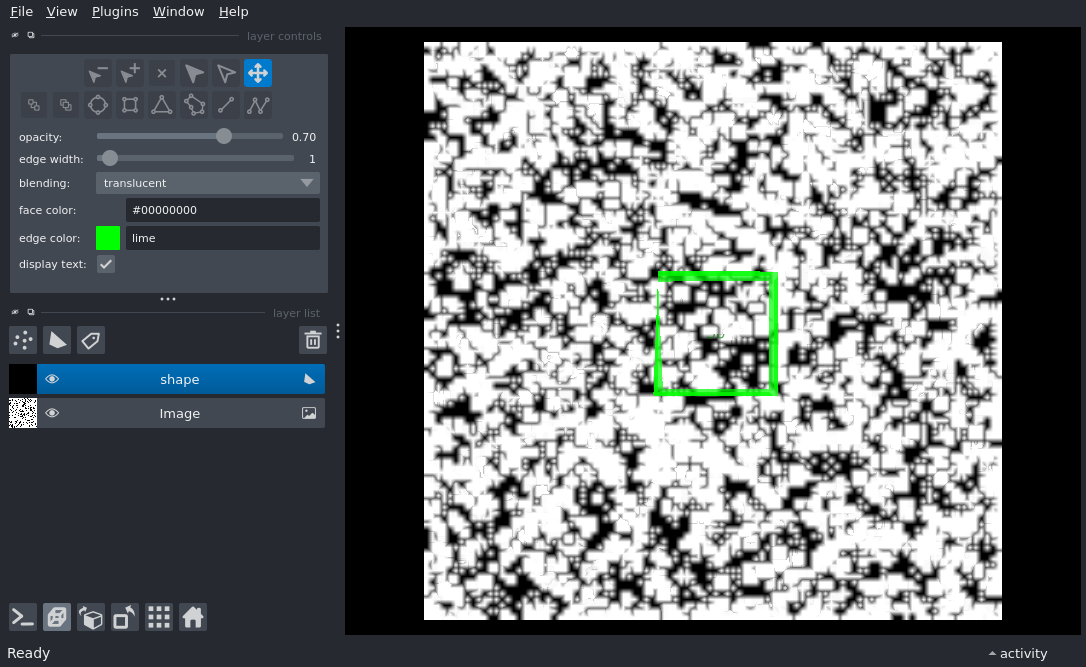 File View Plugins Window Help
layer controls
opacity: 0.70
edge width: 1
blending: translucent
face color: #00000000
edge color: lime
display text:
layer list
shape
Image
Ready
activity